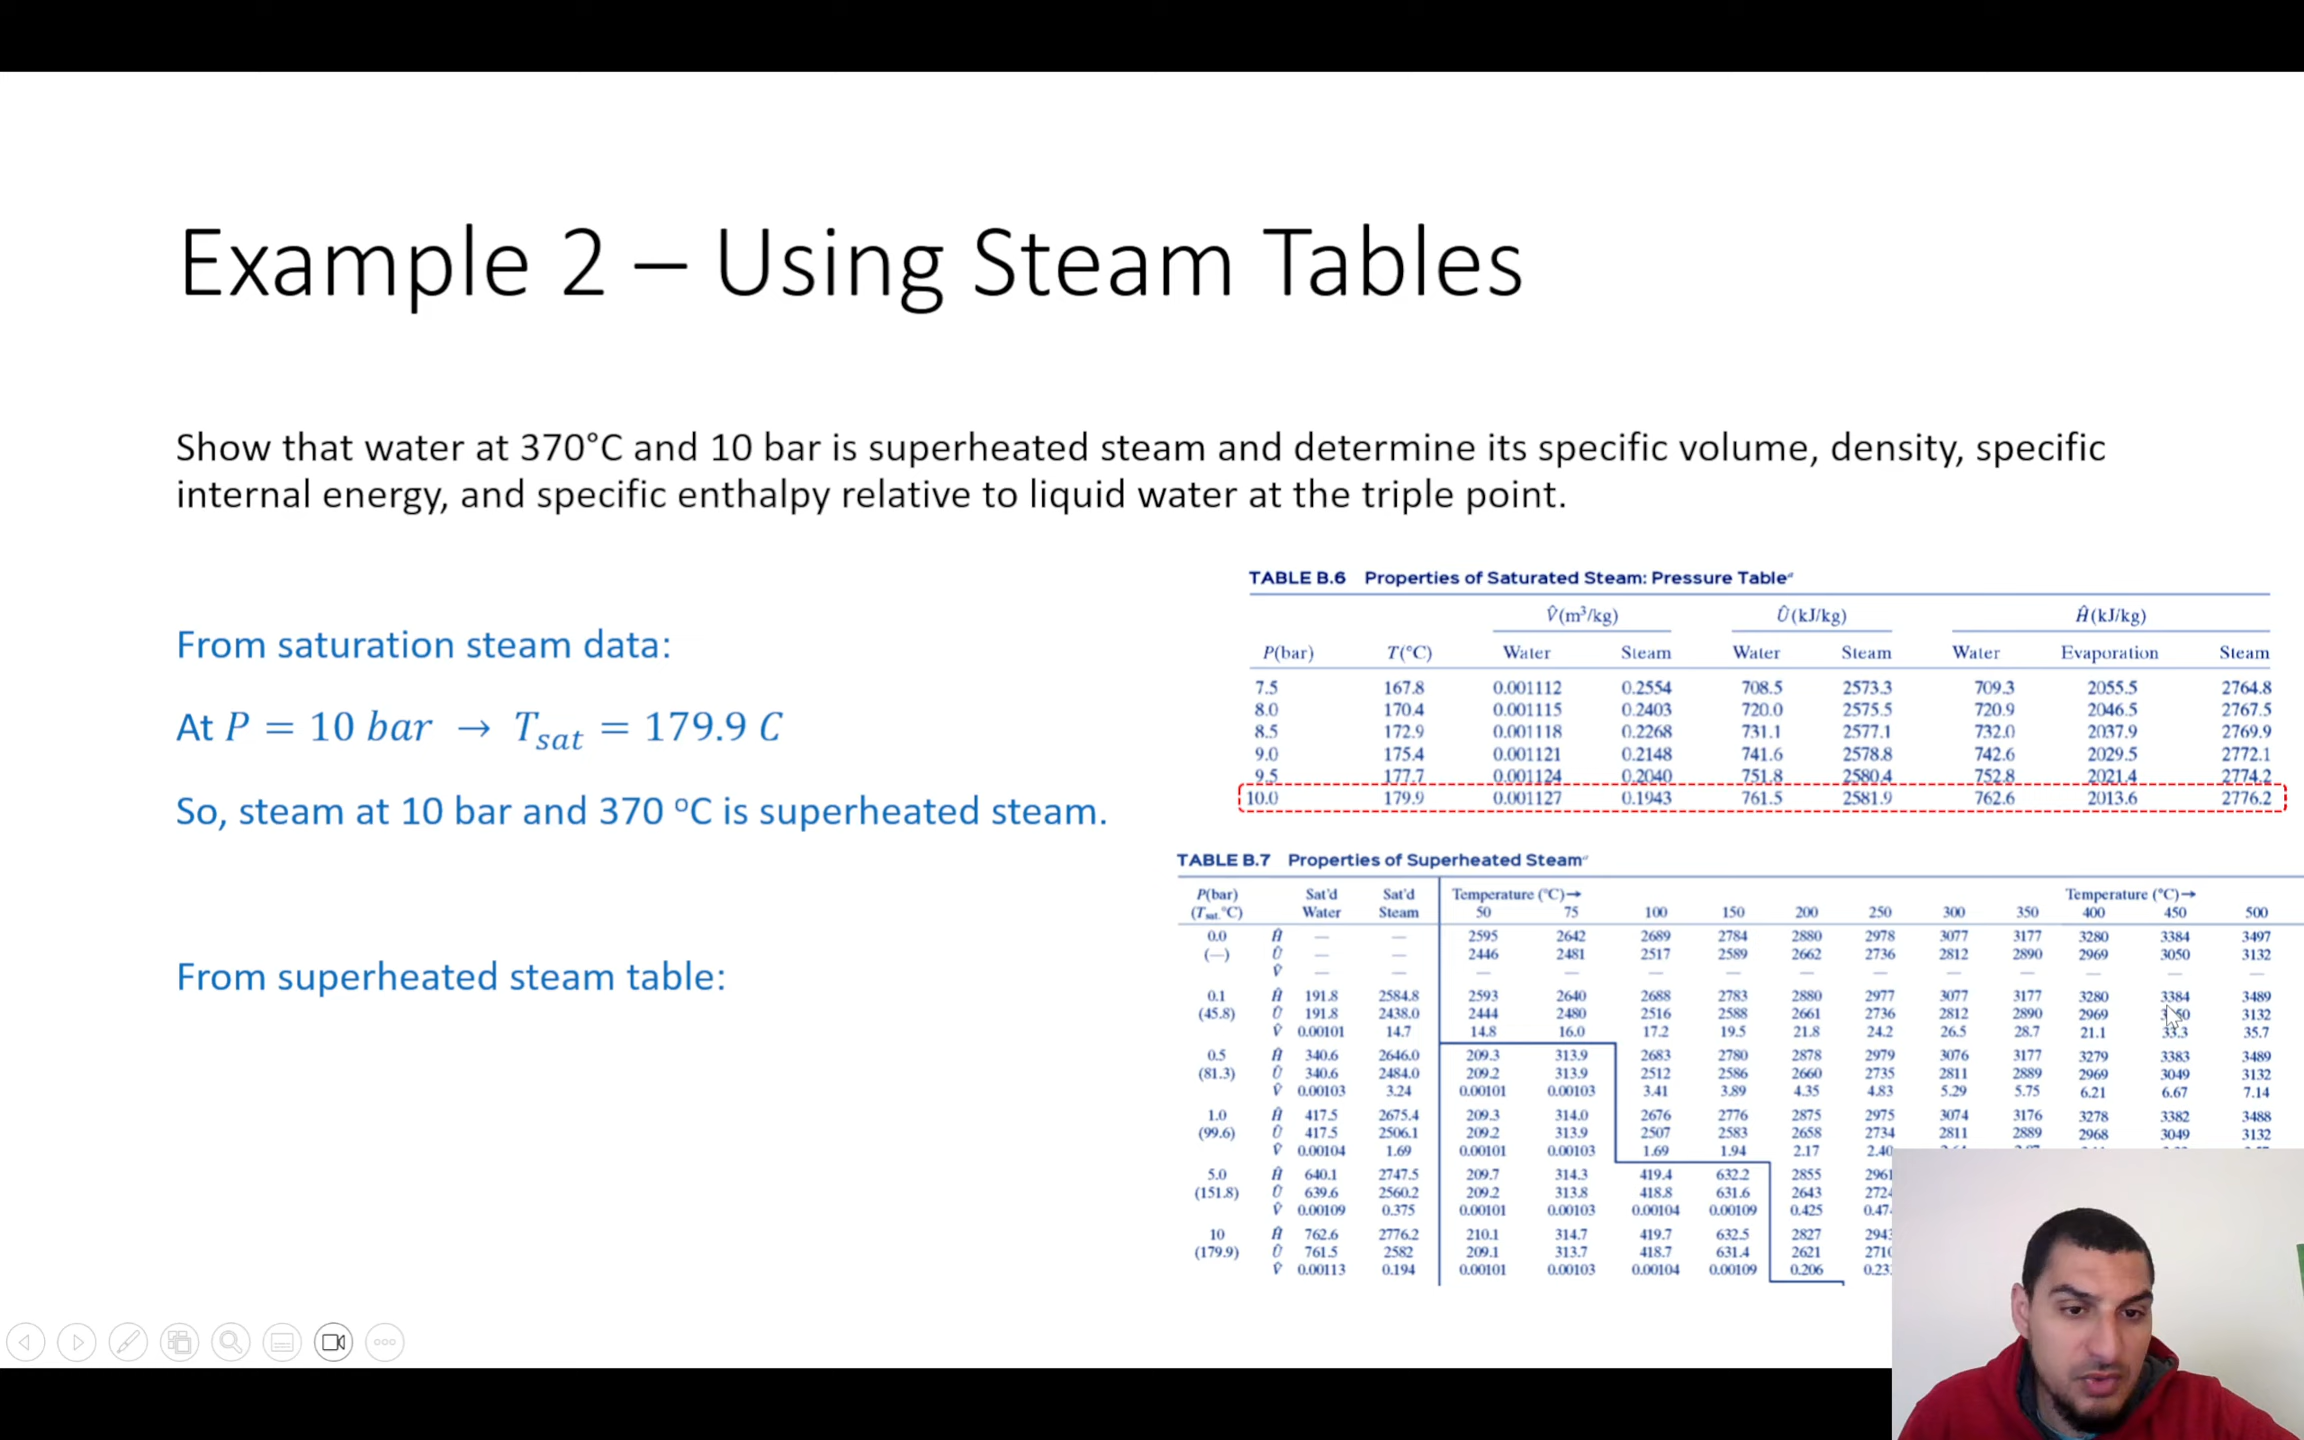 Example 2 – Using Steam Tables
Show that water at 370°C and 10 bar is superheated steam and determine its specific volume, density, specific
internal energy, and specific enthalpy relative to liquid water at the triple point.
From saturation steam data:
At P = 10 bar → T_sat = 179.9 C
So, steam at 10 bar and 370 °C is superheated steam.
From superheated steam table:
TABLE B.6 Properties of Saturated Steam: Pressure Tableᵃ
V̂(m³/kg) Û(kJ/kg) Ĥ(kJ/kg)
P(bar) T(°C) Water Steam Water Steam Water Evaporation Steam
7.5 167.8 0.001112 0.2554 708.5 2573.3 709.3 2055.5 2764.8
8.0 170.4 0.001115 0.2403 720.0 2575.5 720.9 2046.5 2767.5
8.5 172.9 0.001118 0.2268 731.1 2577.1 732.0 2037.9 2769.9
9.0 175.4 0.001121 0.2148 741.6 2578.8 742.6 2029.5 2772.1
9.5 177.7 0.001124 0.2040 751.8 2580.4 752.8 2021.4 2774.2
10.0 179.9 0.001127 0.1943 761.5 2581.9 762.6 2013.6 2776.2
TABLE B.7 Properties of Superheated Steamᵃ
P(bar) Sat'd Sat'd Temperature (°C)→ Temperature (°C)→
(T_sat. °C) Water Steam 50 75 100 150 200 250 300 350 400 450 500
0.0 Ĥ — — 2595 2642 2689 2784 2880 2978 3077 3177 3280 3384 3497
(—) Û — — 2446 2481 2517 2589 2662 2736 2812 2890 2969 3050 3132
V̂ — — — — — — — — — — — — —
0.1 Ĥ 191.8 2584.8 2593 2640 2688 2783 2880 2977 3077 3177 3280 3384 3489
(45.8) Û 191.8 2438.0 2444 2480 2516 2588 2661 2736 2812 2890 2969 3132
V̂ 0.00101 14.7 14.8 16.0 17.2 19.5 21.8 24.2 26.5 28.7 21.1 33.3 35.7
0.5 Ĥ 340.6 2646.0 209.3 313.9 2683 2780 2878 2979 3076 3177 3279 3383 3489
(81.3) Û 340.6 2484.0 209.2 313.9 2512 2586 2660 2735 2811 2889 2969 3049 3132
V̂ 0.00103 3.24 0.00101 0.00103 3.41 3.89 4.35 4.83 5.29 5.75 6.21 6.67 7.14
1.0 Ĥ 417.5 2675.4 209.3 314.0 2676 2776 2875 2975 3074 3176 3278 3382 3488
(99.6) Û 417.5 2506.1 209.2 313.9 2507 2583 2658 2734 2811 2889 2968 3049 3132
V̂ 0.00104 1.69 0.00101 0.00103 1.69 1.94 2.17 2.40
5.0 Ĥ 640.1 2747.5 209.7 314.3 419.4 632.2 2855 2961
(151.8) Û 639.6 2560.2 209.2 313.8 418.8 631.6 2643 272
V̂ 0.00109 0.375 0.00101 0.00103 0.00104 0.00109 0.425 0.47
10 Ĥ 762.6 2776.2 210.1 314.7 419.7 632.5 2827 294
(179.9) Û 761.5 2582 209.1 313.7 418.7 631.4 2621 271
V̂ 0.00113 0.194 0.00101 0.00103 0.00104 0.00109 0.206 0.23